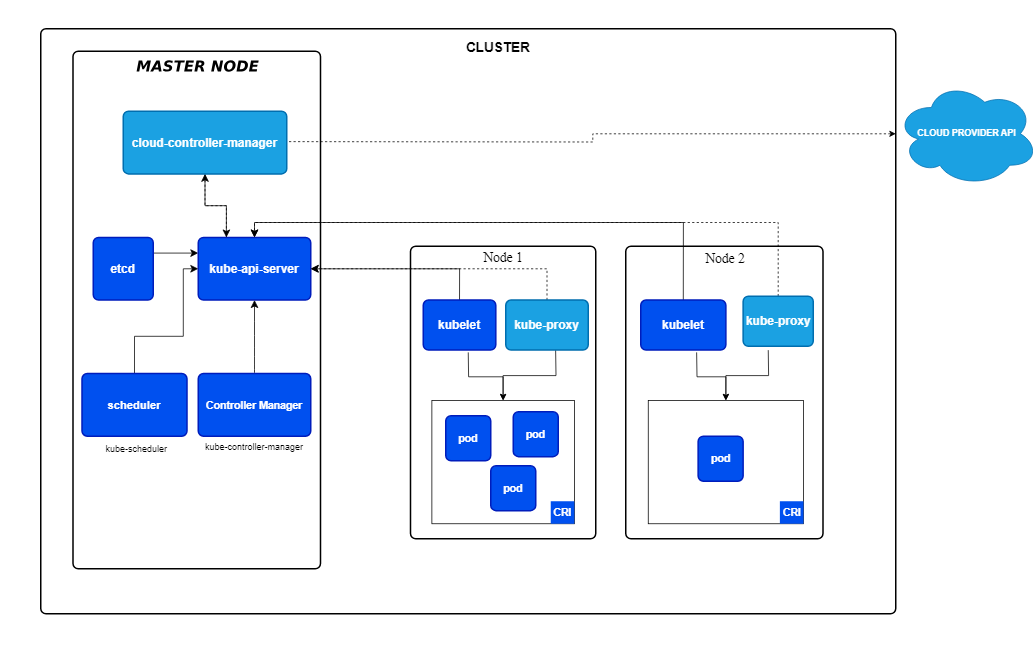 CLUSTER
MASTER NODE
cloud-controller-manager
CLOUD PROVIDER API
etcd
kube-api-server
scheduler
kube-scheduler
Controller Manager
kube-controller-manager
Node 1
kubelet
kube-proxy
pod
pod
pod
CRI
Node 2
kubelet
kube-proxy
pod
CRI